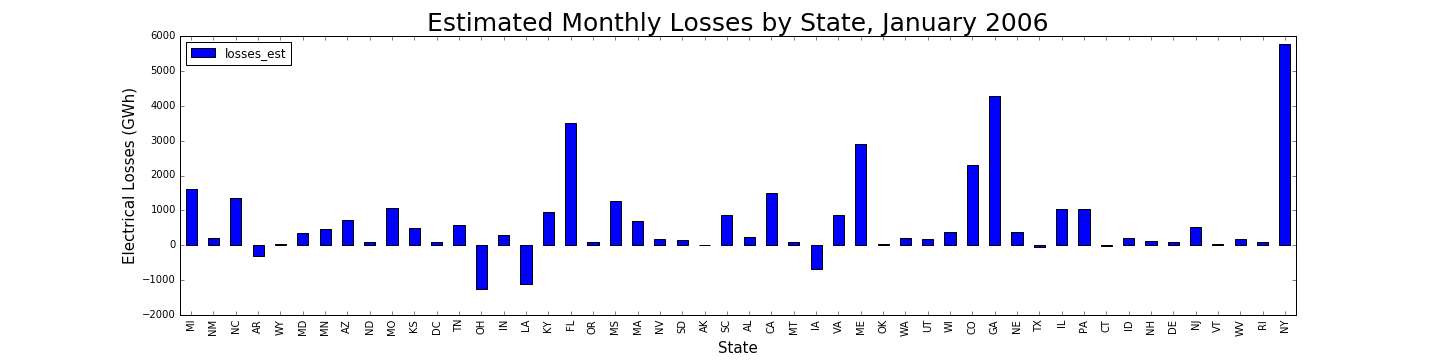 Estimated Monthly Losses by State, January 2006
losses_est
Electrical Losses (GWh)
6000
5000
4000
3000
2000
1000
0
−1000
−2000
MI NM NC AR WY MD MN AZ ND MO KS DC TN OH IN LA KY FL OR MS MA NV SD AK SC AL CA MT IA VA ME OK WA UT WI CO GA NE TX IL PA CT ID NH DE NJ VT WV RI NY
State